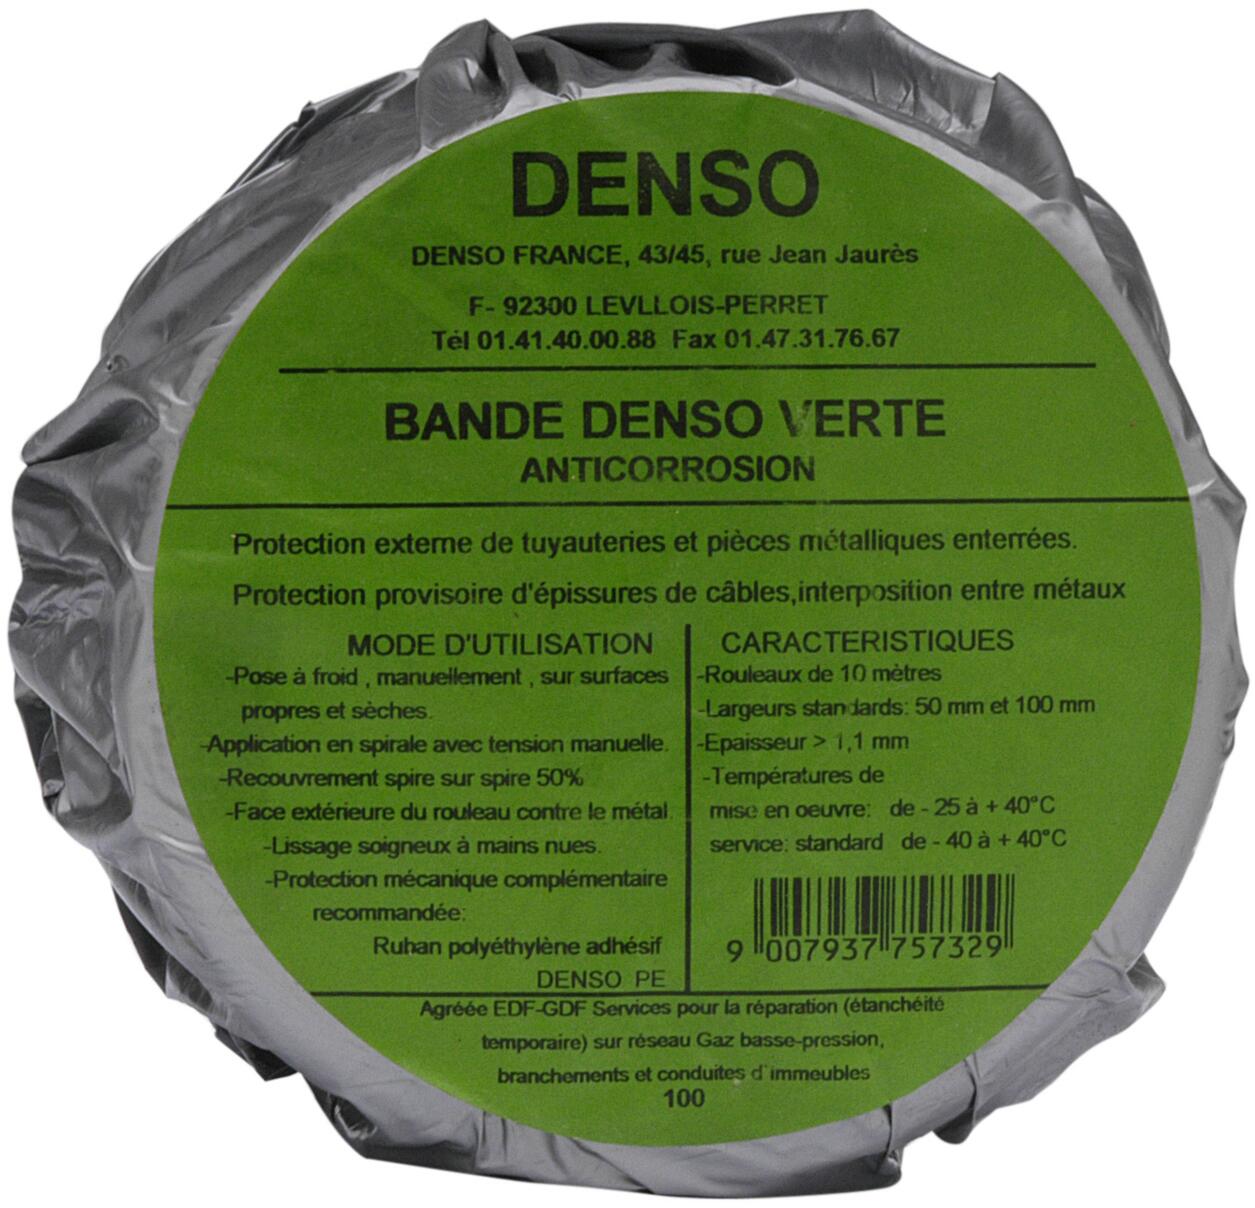 DENSO
DENSO FRANCE, 43/45, rue Jean Jaurès
F- 92300 LEVLLOIS-PERRET
Tél 01.41.40.00.88 Fax 01.47.31.76.67
BANDE DENSO VERTE
ANTICORROSION
Protection externe de tuyauteries et pièces métalliques enterrées.
Protection provisoire d'épissures de câbles,interposition entre métaux
MODE D'UTILISATION
-Pose à froid , manuellement , sur surfaces
propres et sèches.
-Application en spirale avec tension manuelle.
-Recouvrement spire sur spire 50%
-Face extérieure du rouleau contre le métal.
-Lissage soigneux à mains nues.
-Protection mécanique complémentaire
recommandée:
Ruhan polyéthylène adhésif
DENSO PE
CARACTERISTIQUES
-Rouleaux de 10 mètres
-Largeurs standards: 50 mm et 100 mm
-Epaisseur > 1,1 mm
-Températures de
mise en oeuvre: de - 25 à + 40°C
service: standard de - 40 à + 40°C
9 007937 757329
Agréée EDF-GDF Services pour la réparation (étanchéité
temporaire) sur réseau Gaz basse-pression,
branchements et conduites d'immeubles
100